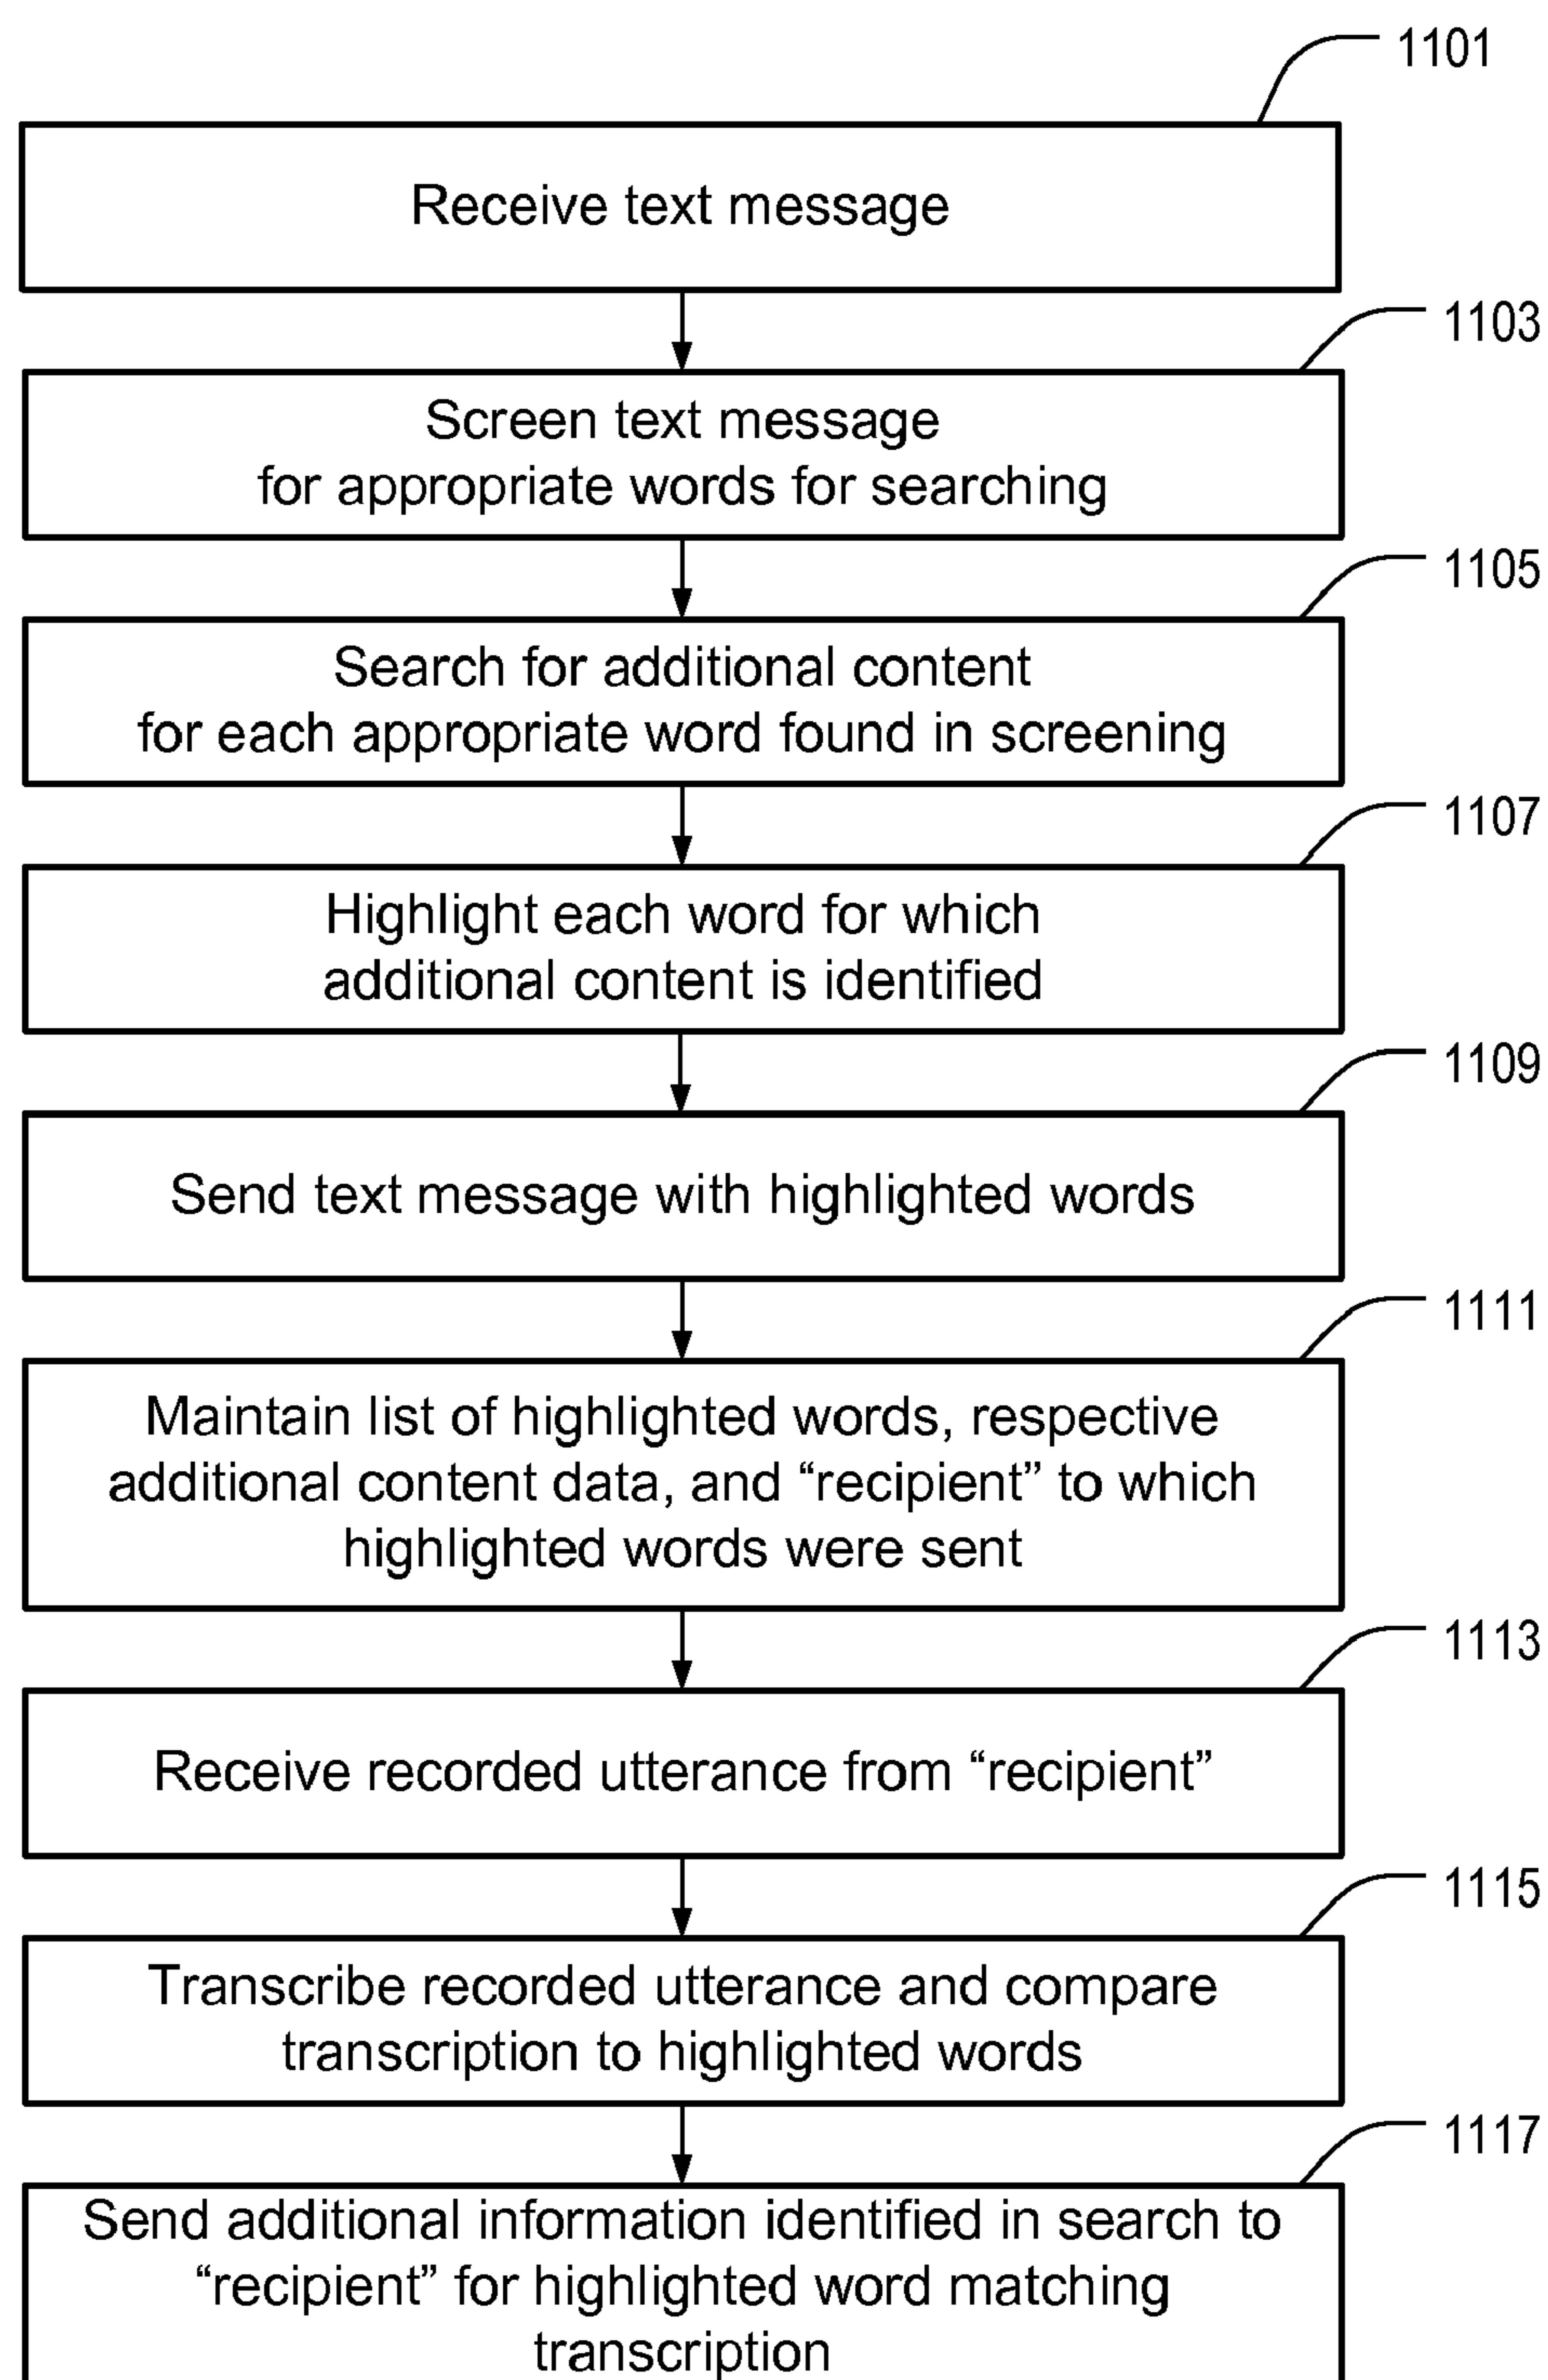 1101
Receive text message
1103
Screen text message
for appropriate words for searching
1105
Search for additional content
for each appropriate word found in screening
1107
Highlight each word for which
additional content is identified
1109
Send text message with highlighted words
1111
Maintain list of highlighted words, respective
additional content data, and “recipient” to which
highlighted words were sent
1113
Receive recorded utterance from “recipient”
1115
Transcribe recorded utterance and compare
transcription to highlighted words
1117
Send additional information identified in search to
“recipient” for highlighted word matching
transcription